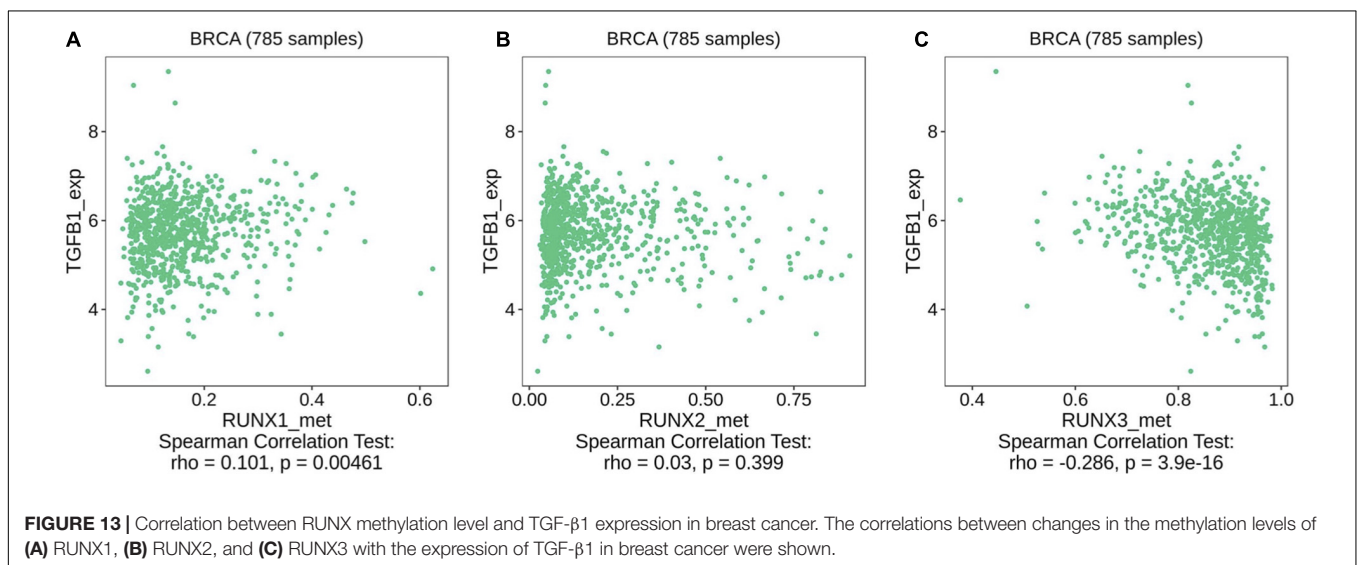 A
BRCA (785 samples)
8
6
4
TGFB1_exp
0.2 0.4 0.6
RUNX1_met
Spearman Correlation Test:
rho = 0.101, p = 0.00461
B
BRCA (785 samples)
8
6
4
TGFB1_exp
0.00 0.25 0.50 0.75
RUNX2_met
Spearman Correlation Test:
rho = 0.03, p = 0.399
C
BRCA (785 samples)
8
6
4
TGFB1_exp
0.4 0.6 0.8 1.0
RUNX3_met
Spearman Correlation Test:
rho = -0.286, p = 3.9e-16
FIGURE 13 | Correlation between RUNX methylation level and TGF-β1 expression in breast cancer. The correlations between changes in the methylation levels of
(A) RUNX1, (B) RUNX2, and (C) RUNX3 with the expression of TGF-β1 in breast cancer were shown.